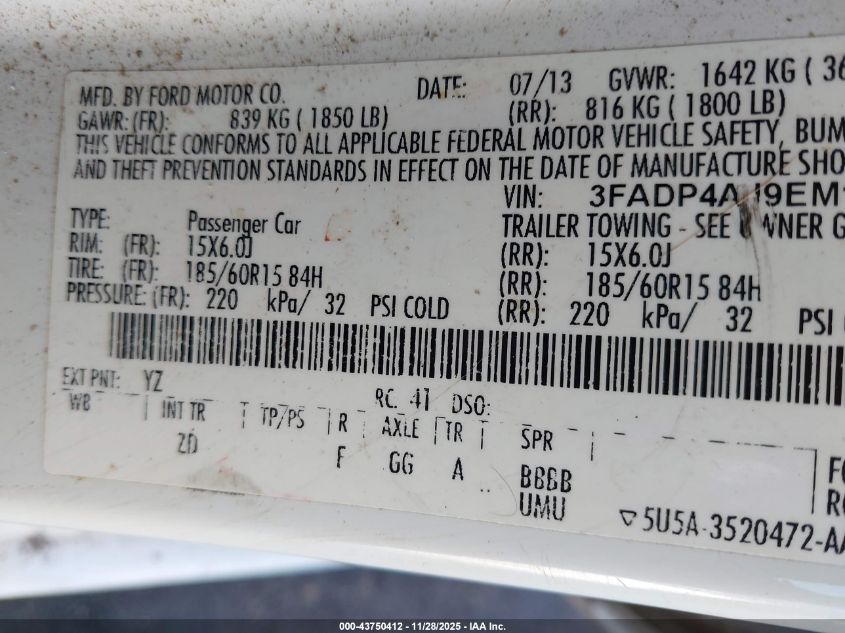 MFD. BY FORD MOTOR CO. DATE: 07/13 GVWR: 1642 KG ( 36
GAWR: (FR): 839 KG ( 1850 LB) (RR): 816 KG ( 1800 LB)
THIS VEHICLE CONFORMS TO ALL APPLICABLE FEDERAL MOTOR VEHICLE SAFETY, BUM
AND THEFT PREVENTION STANDARDS IN EFFECT ON THE DATE OF MANUFACTURE SHO
VIN: 3FADP4A 9EM
TYPE: Passenger Car TRAILER TOWING - SEE OWNER G
RIM: (FR): 15X6.0J (RR): 15X6.0J
TIRE: (FR): 185/60R15 84H (RR): 185/60R15 84H
PRESSURE: (FR): 220 kPa/ 32 PSI COLD (RR): 220 kPa/ 32 PSI
EXT PNT: YZ RC: 41 DSO:
WB INT TR TP/PS R AXLE TR SPR
ZD F GG A BBBB
UMU
5U5A-3520472-AA
000-43750412 - 11/28/2025 - IAA Inc.